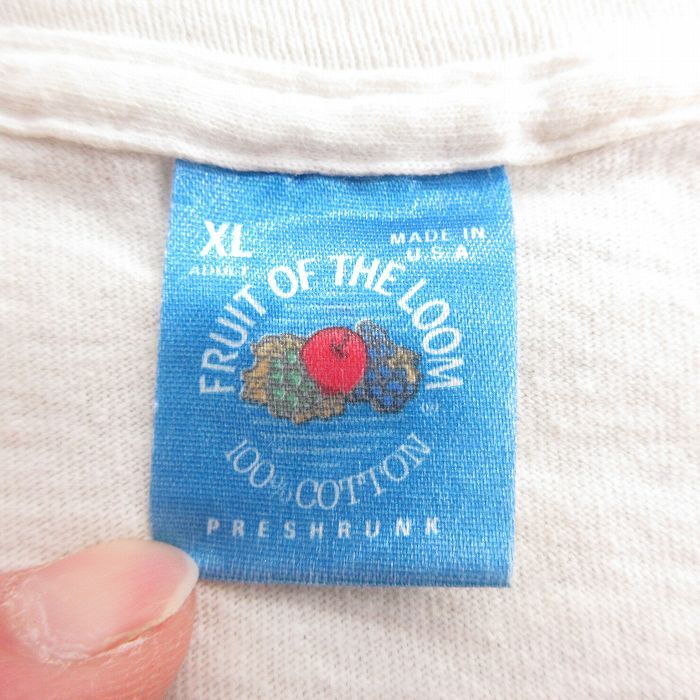 XL
ADULT
MADE IN
U.S.A
FRUIT OF THE LOOM
®
100% COTTON
PRESHRUNK